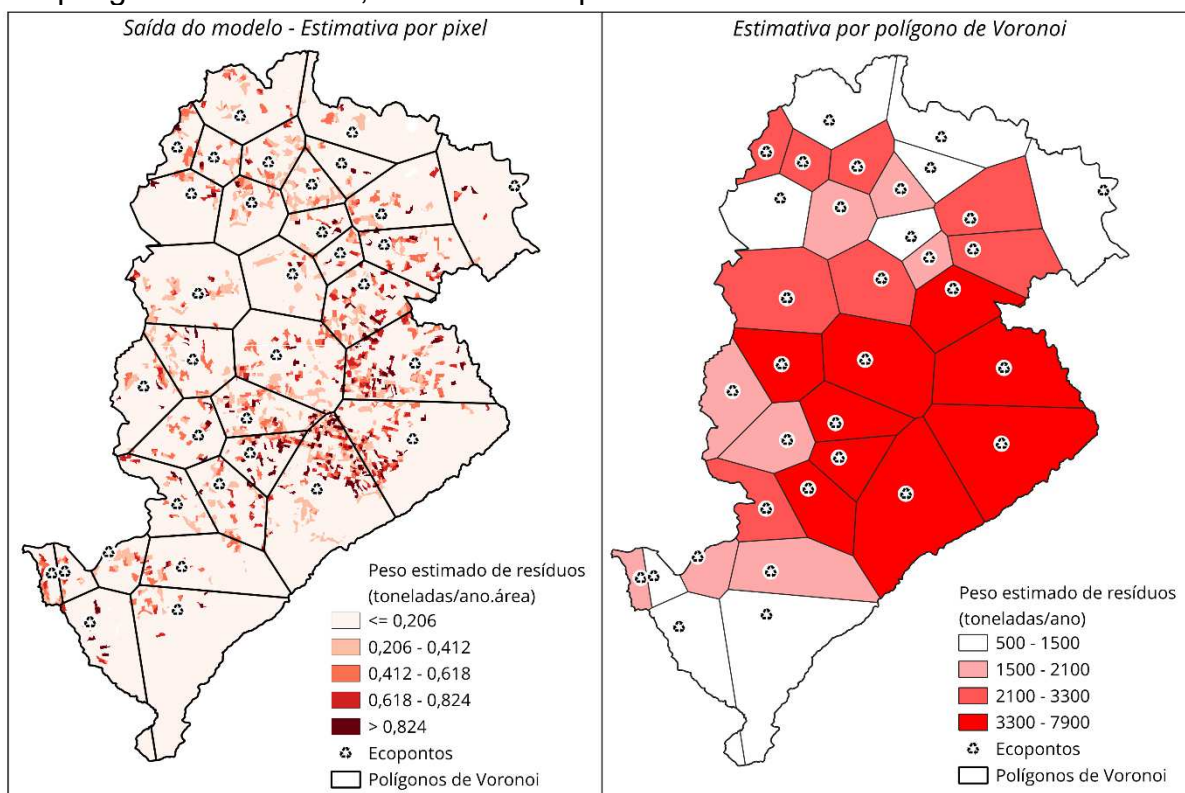 Saída do modelo - Estimativa por pixel
Peso estimado de resíduos
(toneladas/ano.área)
<= 0,206
0,206 - 0,412
0,412 - 0,618
0,618 - 0,824
> 0,824
Ecopontos
Polígonos de Voronoi
Estimativa por polígono de Voronoi
Peso estimado de resíduos
(toneladas/ano)
500 - 1500
1500 - 2100
2100 - 3300
3300 - 7900
Ecopontos
Polígonos de Voronoi